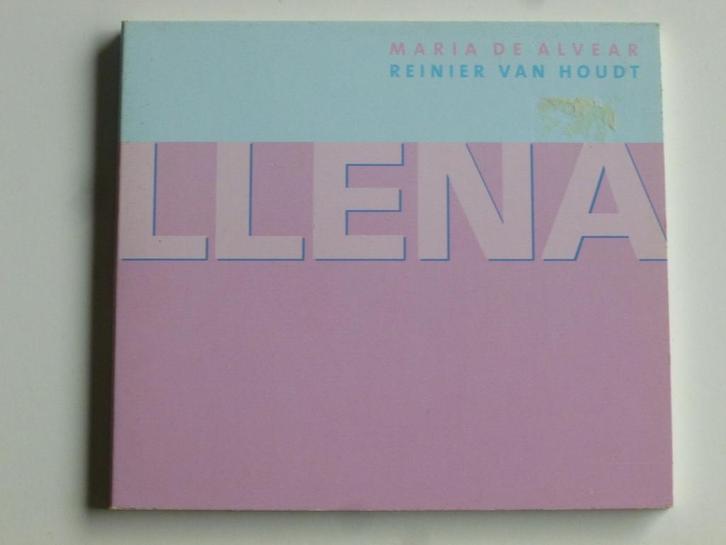 MARIA DE ALVEAR
REINIER VAN HOUDT
LLENA